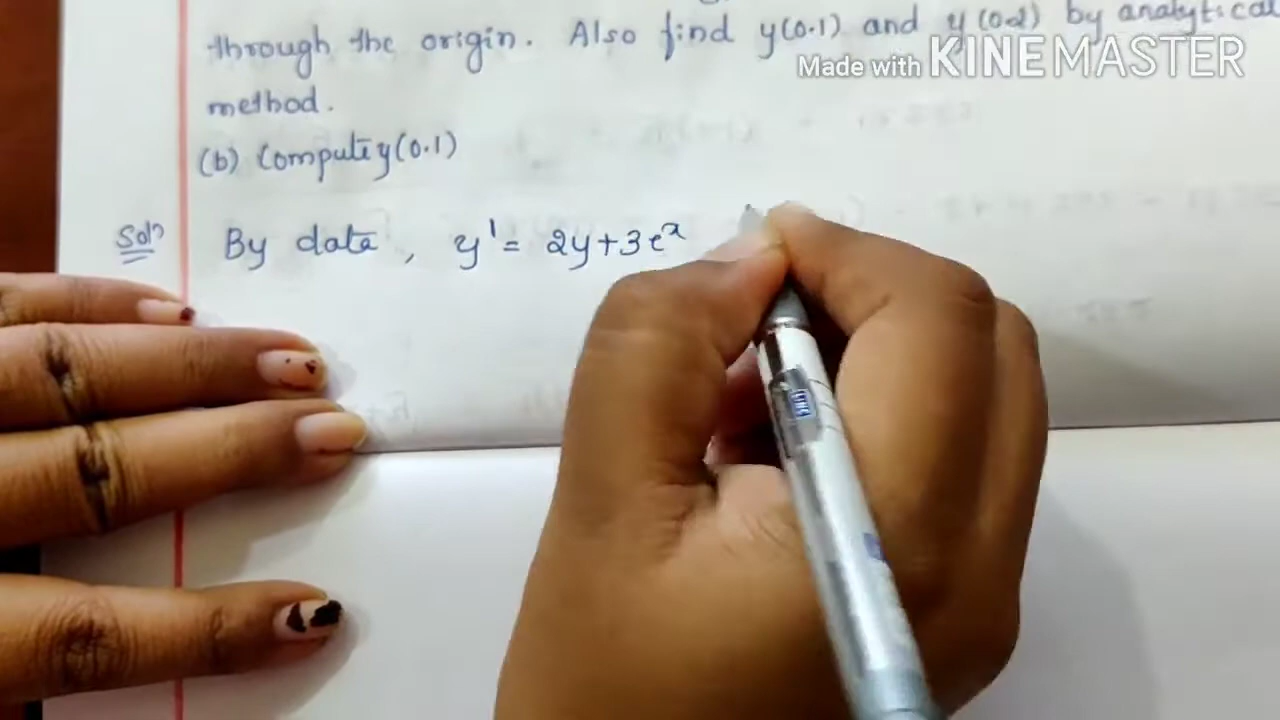 through the origin. Also find y(0.1) and y(0.2) by analytical
Made with KINEMASTER
method.
(b) Compute y(0.1)
Soln By data, y' = 2y+3eˣ